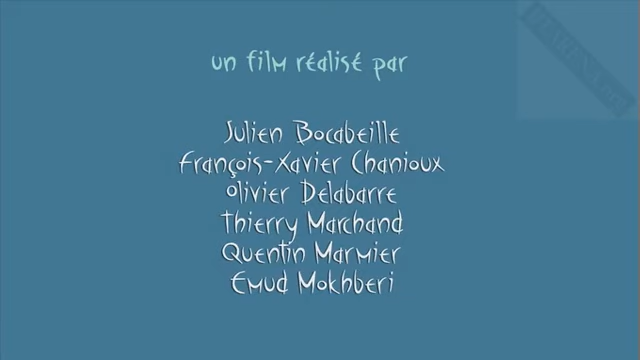 un film réalisé par
Julien Bocabeille
François-Xavier Chanioux
Olivier Delabarre
Thierry Marchand
Quentin Marmier
Emud Mokhberi